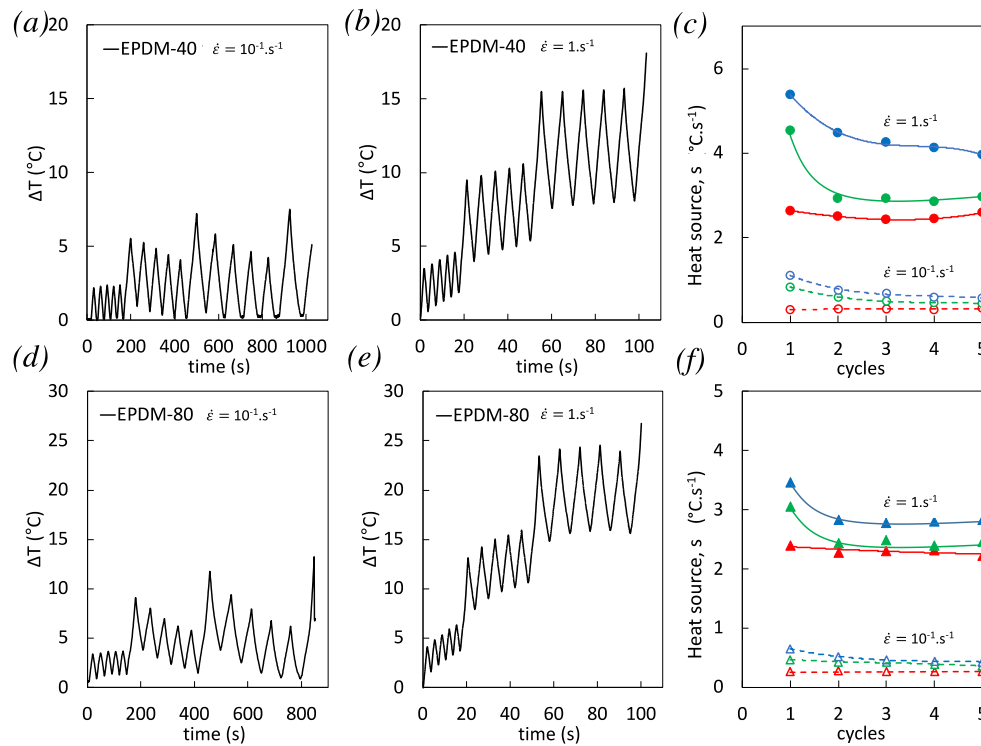 (a)
20
15
10
5
0
ΔT (°C)
EPDM-40 ε̇ = 10⁻¹.s⁻¹
0 200 400 600 800 1000
time (s)
(b)
20
15
10
5
0
ΔT (°C)
EPDM-40 ε̇ = 1.s⁻¹
0 20 40 60 80 100
time (s)
(c)
6
4
2
0
Heat source, s °C.s⁻¹)
ε̇ = 1.s⁻¹
ε̇ = 10⁻¹.s⁻¹
0 1 2 3 4 5
cycles
(d)
30
25
20
15
10
5
0
ΔT (°C)
EPDM-80 ε̇ = 10⁻¹.s⁻¹
0 200 400 600 800
time (s)
(e)
30
25
20
15
10
5
0
ΔT (°C)
EPDM-80 ε̇ = 1.s⁻¹
0 20 40 60 80 100
time (s)
(f)
5
4
3
2
1
0
Heat source, s (°C.s⁻¹)
ε̇ = 1.s⁻¹
ε̇ = 10⁻¹.s⁻¹
0 1 2 3 4 5
cycles